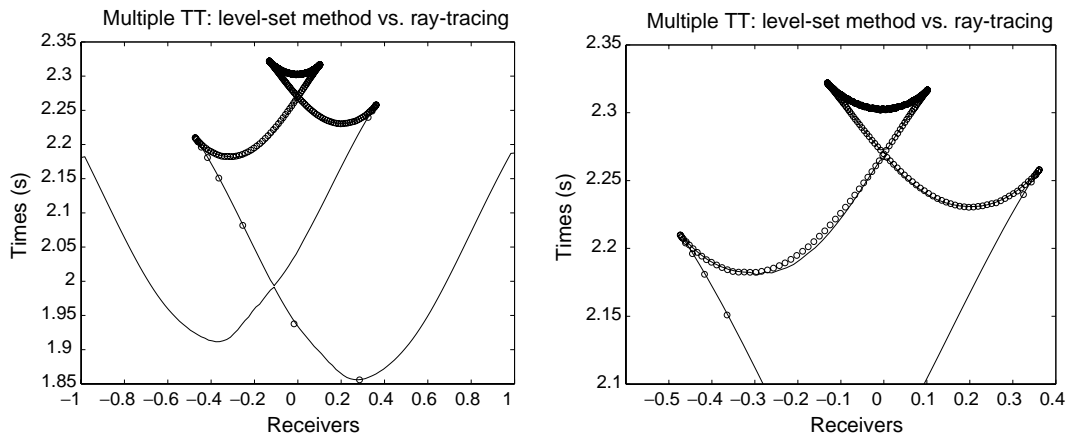 Multiple TT: level-set method vs. ray-tracing
2.35
2.3
2.25
2.2
2.15
2.1
2.05
2
1.95
1.9
1.85
Times (s)
−1 −0.8 −0.6 −0.4 −0.2 0 0.2 0.4 0.6 0.8 1
Receivers
Multiple TT: level-set method vs. ray-tracing
2.35
2.3
2.25
2.2
2.15
2.1
Times (s)
−0.5 −0.4 −0.3 −0.2 −0.1 0 0.1 0.2 0.3 0.4
Receivers